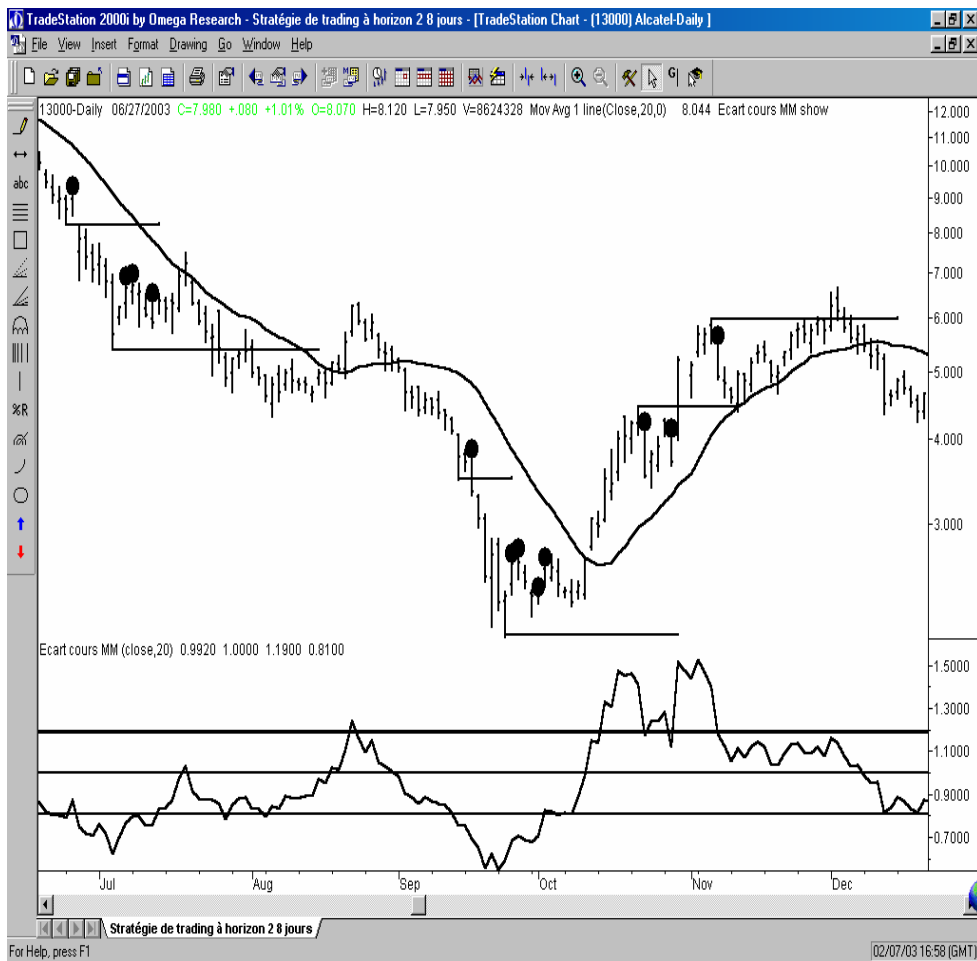 TradeStation 2000i by Omega Research - Stratégie de trading à horizon 2 8 jours - [TradeStation Chart - (13000) Alcatel-Daily ]
File View Insert Format Drawing Go Window Help
13000-Daily 06/27/2003 C=7.980 +.080 +1.01% O=8.070 H=8.120 L=7.950 V=8624328 Mov Avg 1 line(Close,20,0) 8.044 Ecart cours MM show
abc
%R
12.000
10.000
9.000
8.000
7.000
6.000
5.000
4.000
3.000
Ecart cours MM (close,20) 0.9920 1.0000 1.1900 0.8100
1.5000
1.3000
1.1000
0.9000
0.7000
Jul Aug Sep Oct Nov Dec
Stratégie de trading à horizon 2 8 jours
For Help, press F1 02/07/03 16:58 (GMT)